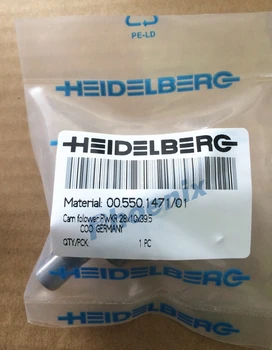 PE-LD
HEIDELBERG
HEIDELBERG
Material: 00.550.1471/01
Cam follower PWKR 28x10x39.5
COO GERMANY
QTY/PCK 1 PC
Phoenix